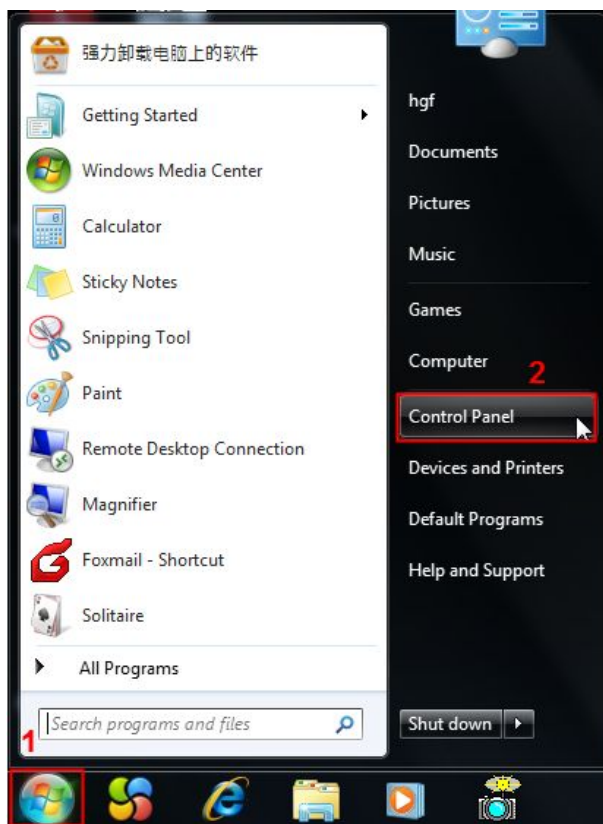 强力卸载电脑上的软件
Getting Started
Windows Media Center
Calculator
Sticky Notes
Snipping Tool
Paint
Remote Desktop Connection
Magnifier
Foxmail - Shortcut
Solitaire
All Programs
Search programs and files
1
hgf
Documents
Pictures
Music
Games
Computer
2
Control Panel
Devices and Printers
Default Programs
Help and Support
Shut down